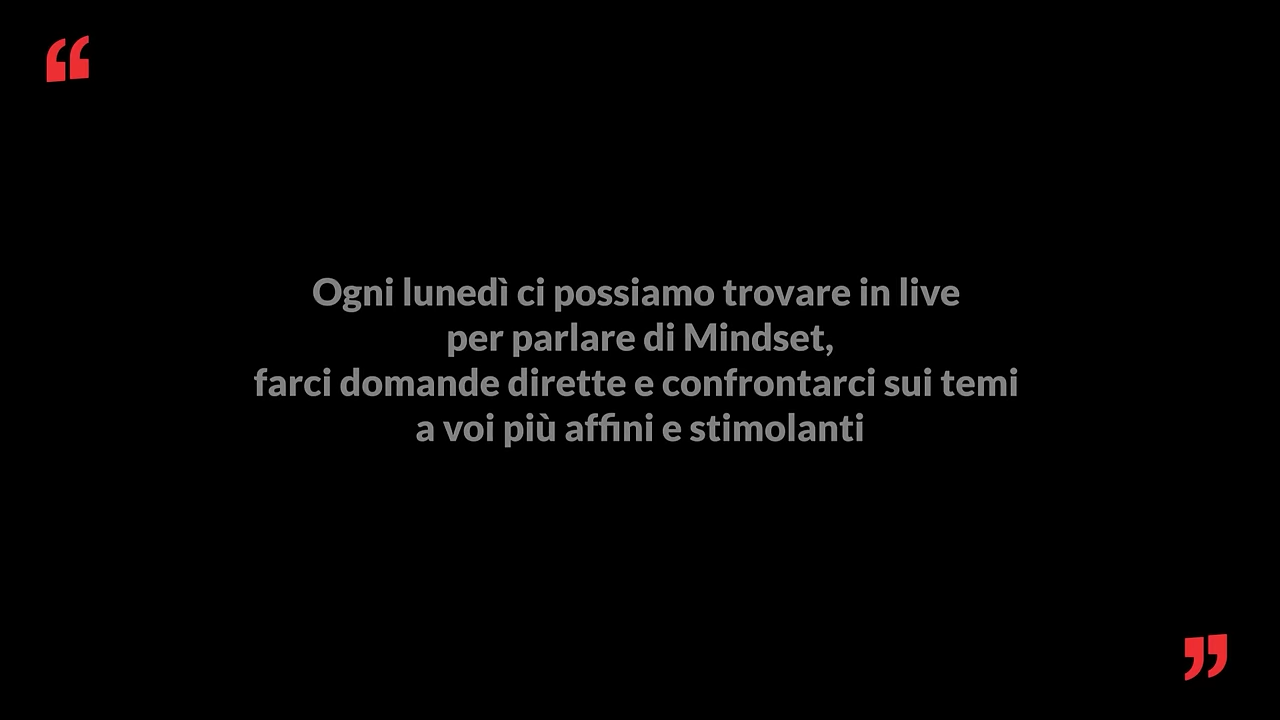 “
Ogni lunedì ci possiamo trovare in live
per parlare di Mindset,
farci domande dirette e confrontarci sui temi
a voi più affini e stimolanti
”